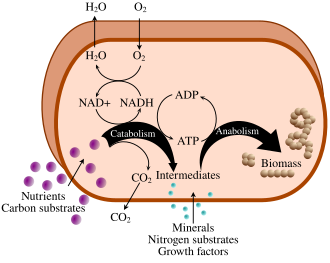 H₂O
O₂
H₂O
O₂
NAD+
NADH
ADP
Catabolism
ATP
Anabolism
Biomass
CO₂
Intermediates
CO₂
Nutrients
Carbon substrates
Minerals
Nitrogen substrates
Growth factors